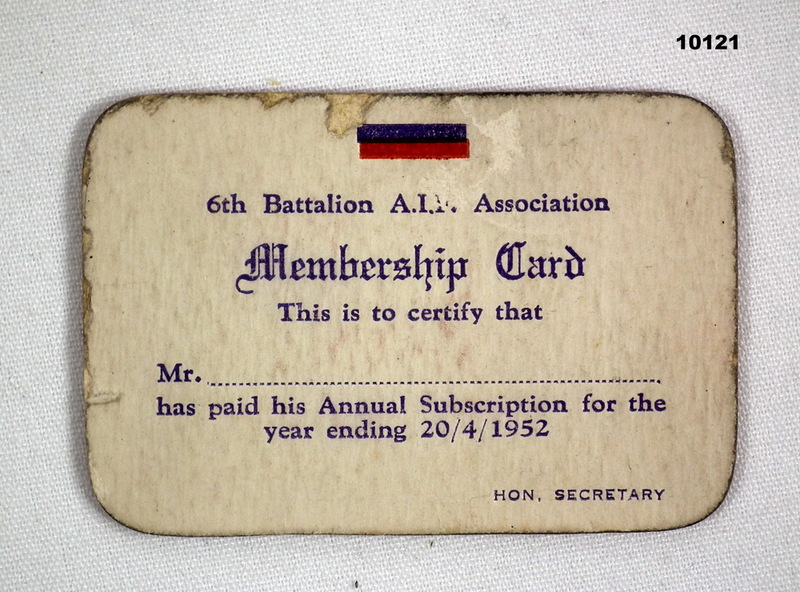 10121
6th Battalion A.I.F. Association
Membership Card
This is to certify that
Mr.
has paid his Annual Subscription for the
year ending 20/4/1952
HON. SECRETARY